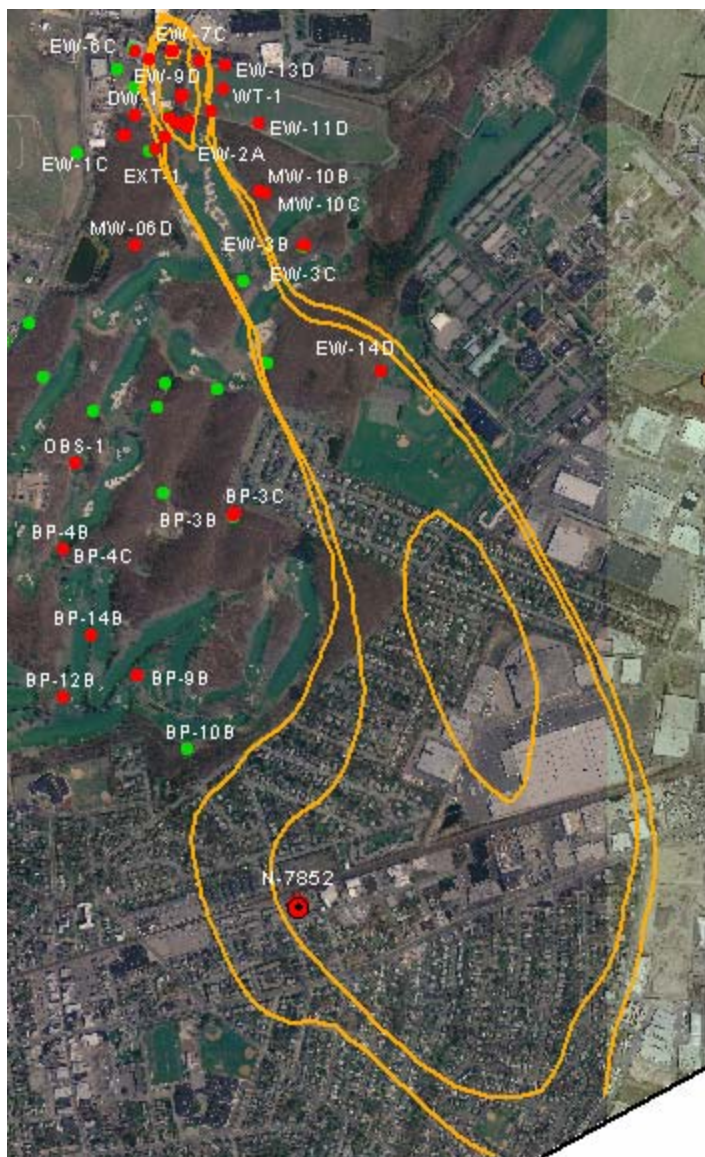 EW-6C
EW-7C
EW-9D
EW-13D
DW-1
WT-1
EW-11D
EW-2A
EW-1C
EXT-1
MW-10B
MW-10C
MW-06D
EW-3B
EW-3C
EW-14D
OBS-1
BP-3C
BP-3B
BP-4B
BP-4C
BP-14B
BP-12B
BP-9B
BP-10B
N-7852